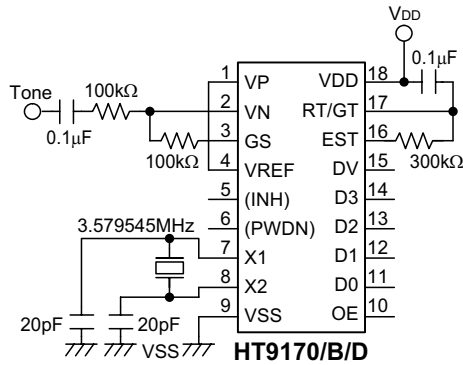 VDD
0.1µF
Tone
100kΩ
0.1µF
100kΩ
1 VP VDD 18
2 VN RT/GT 17
3 GS EST 16
300kΩ
4 VREF DV 15
5 (INH) D3 14
6 (PWDN) D2 13
3.579545MHz
7 X1 D1 12
8 X2 D0 11
9 VSS OE 10
20pF 20pF
VSS
HT9170/B/D